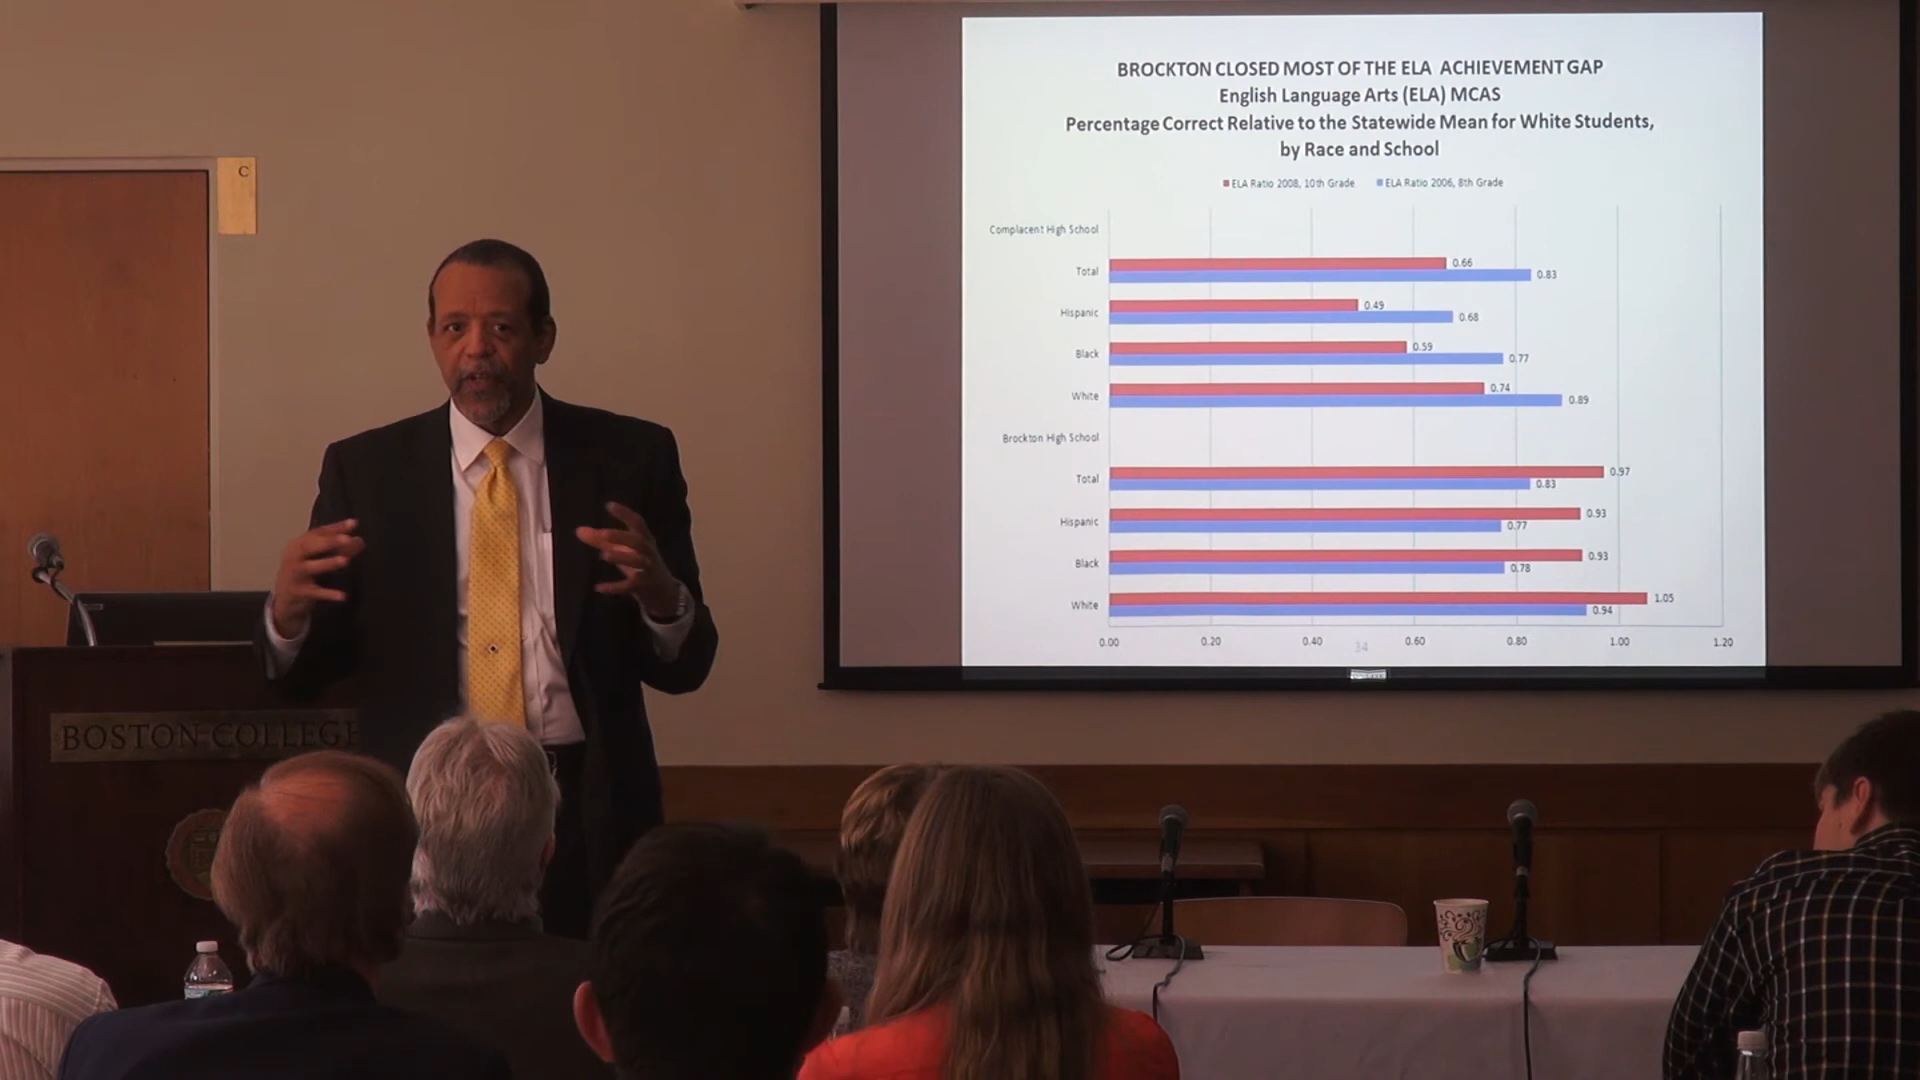 C
BROCKTON CLOSED MOST OF THE ELA ACHIEVEMENT GAP
English Language Arts (ELA) MCAS
Percentage Correct Relative to the Statewide Mean for White Students,
by Race and School
ELA Ratio 2008, 10th Grade ELA Ratio 2006, 8th Grade
Complacent High School
Total 0.66
0.83
Hispanic 0.49
0.68
Black 0.59
0.77
White 0.74
0.89
Brockton High School
Total 0.97
0.83
Hispanic 0.93
0.77
Black 0.93
0.78
White 1.05
0.94
0.00 0.20 0.40 0.60 0.80 1.00 1.20
34
BOSTON COLLEGE